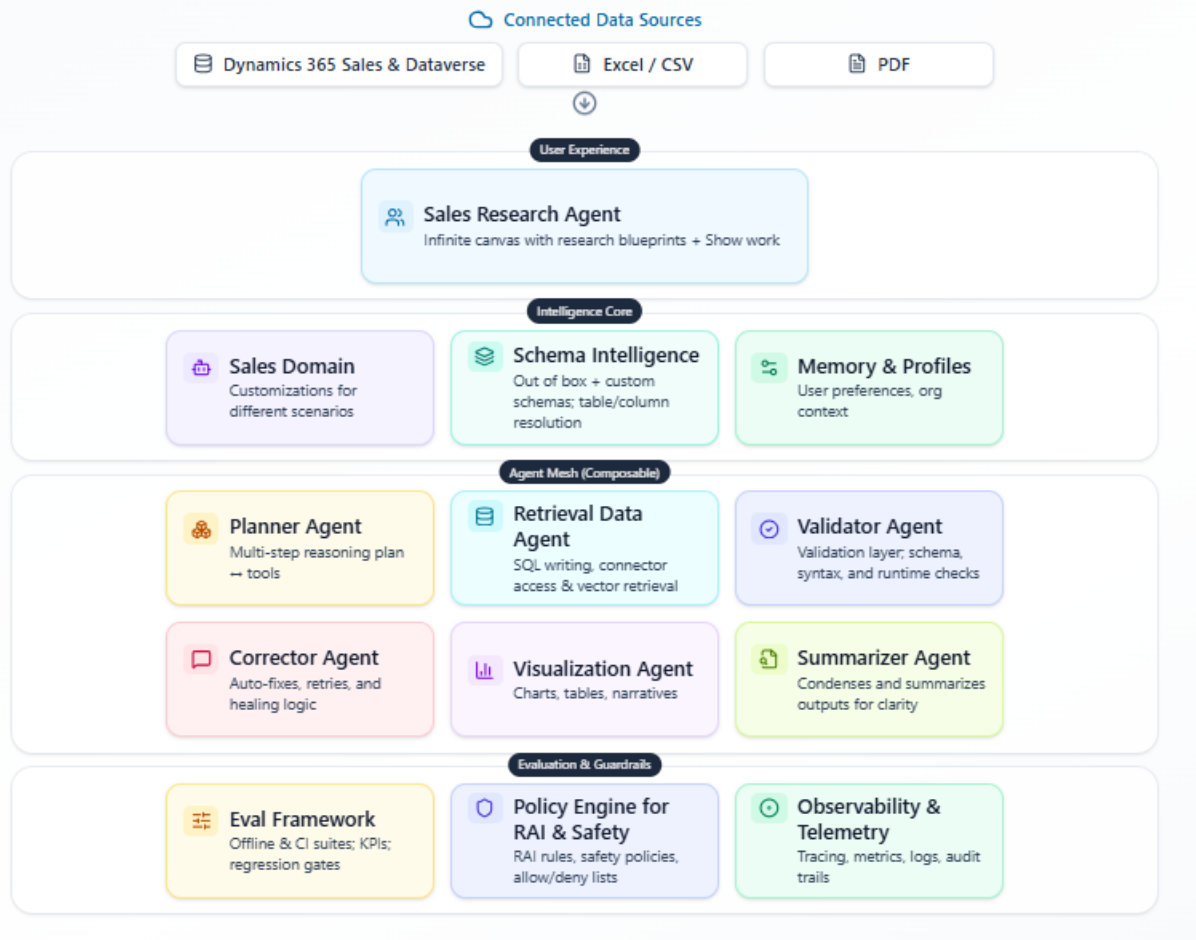 Connected Data Sources
Dynamics 365 Sales & Dataverse
Excel / CSV
PDF
User Experience
Sales Research Agent
Infinite canvas with research blueprints + Show work
Intelligence Core
Sales Domain
Customizations for
different scenarios
Schema Intelligence
Out of box + custom
schemas; table/column
resolution
Memory & Profiles
User preferences, org
context
Agent Mesh (Composable)
Planner Agent
Multi-step reasoning plan
↔ tools
Retrieval Data
Agent
SQL writing, connector
access & vector retrieval
Validator Agent
Validation layer; schema,
syntax, and runtime checks
Corrector Agent
Auto-fixes, retries, and
healing logic
Visualization Agent
Charts, tables, narratives
Summarizer Agent
Condenses and summarizes
outputs for clarity
Evaluation & Guardrails
Eval Framework
Offline & CI suites; KPIs;
regression gates
Policy Engine for
RAI & Safety
RAI rules, safety policies,
allow/deny lists
Observability &
Telemetry
Tracing, metrics, logs, audit
trails